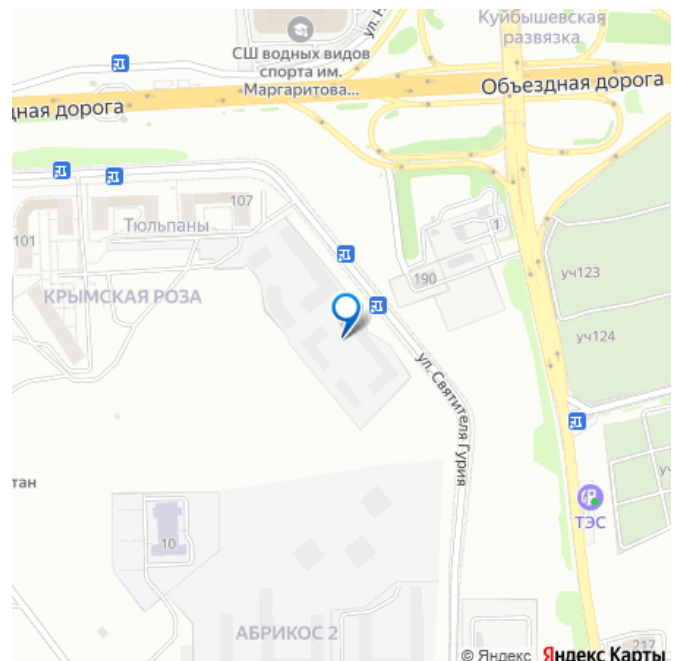 Куйбышевская
развязка
ул. Н
СШ водных видов
спорта им.
Маргаритова...
Объездная дорога
дная дорога
107
Тюльпаны
101
1
190
уч123
КРЫМСКАЯ РОЗА
уч124
ул. Святителя Гурия
тан
ТЭС
10
АБРИКОС 2
217
© Яндекс Яндекс Карты